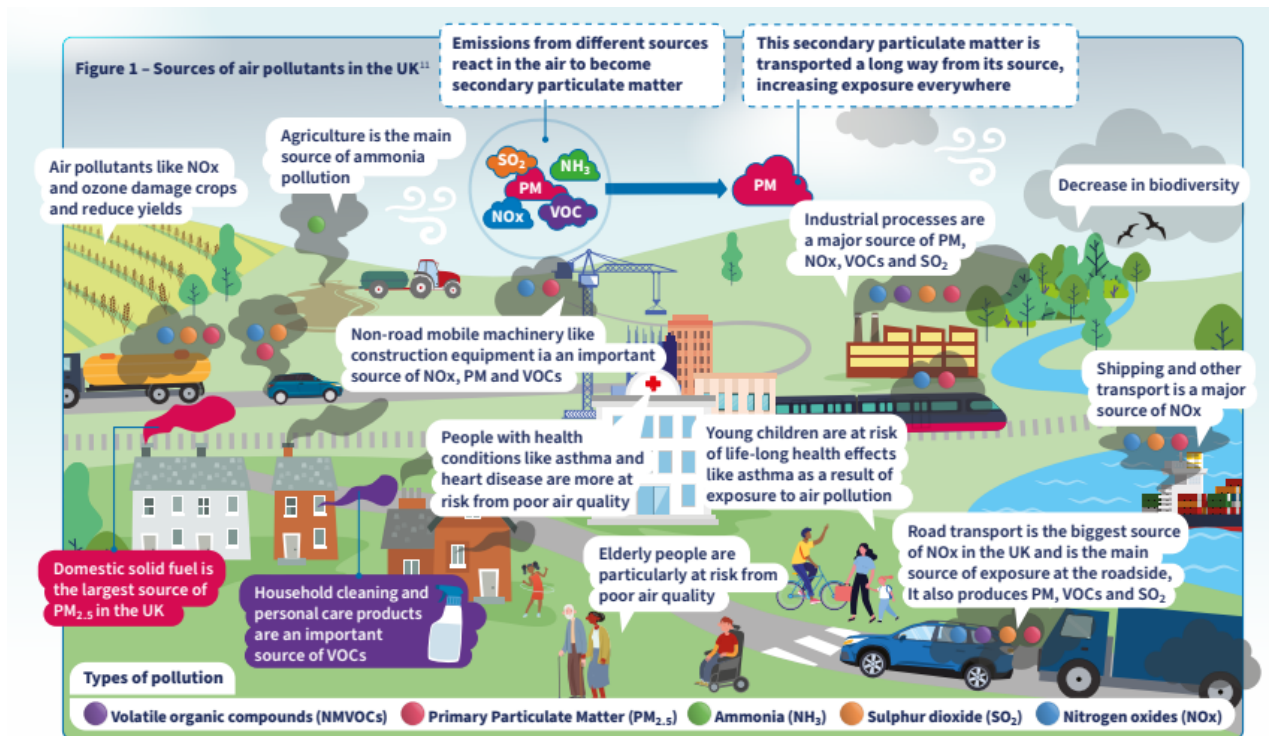 Figure 1 – Sources of air pollutants in the UK¹¹
Emissions from different sources
react in the air to become
secondary particulate matter
This secondary particulate matter is
transported a long way from its source,
increasing exposure everywhere
Air pollutants like NOx
and ozone damage crops
and reduce yields
Agriculture is the main
source of ammonia
pollution
SO₂
NH₃
PM
NOx
VOC
PM
Decrease in biodiversity
Industrial processes are
a major source of PM,
NOx, VOCs and SO₂
Non-road mobile machinery like
construction equipment ia an important
source of NOx, PM and VOCs
Shipping and other
transport is a major
source of NOx
People with health
conditions like asthma and
heart disease are more at
risk from poor air quality
Young children are at risk
of life-long health effects
like asthma as a result of
exposure to air pollution
Domestic solid fuel is
the largest source of
PM₂.₅ in the UK
Household cleaning and
personal care products
are an important
source of VOCs
Elderly people are
particularly at risk from
poor air quality
Road transport is the biggest source
of NOx in the UK and is the main
source of exposure at the roadside,
It also produces PM, VOCs and SO₂
Types of pollution
Volatile organic compounds (NMVOCs)
Primary Particulate Matter (PM₂.₅)
Ammonia (NH₃)
Sulphur dioxide (SO₂)
Nitrogen oxides (NOx)